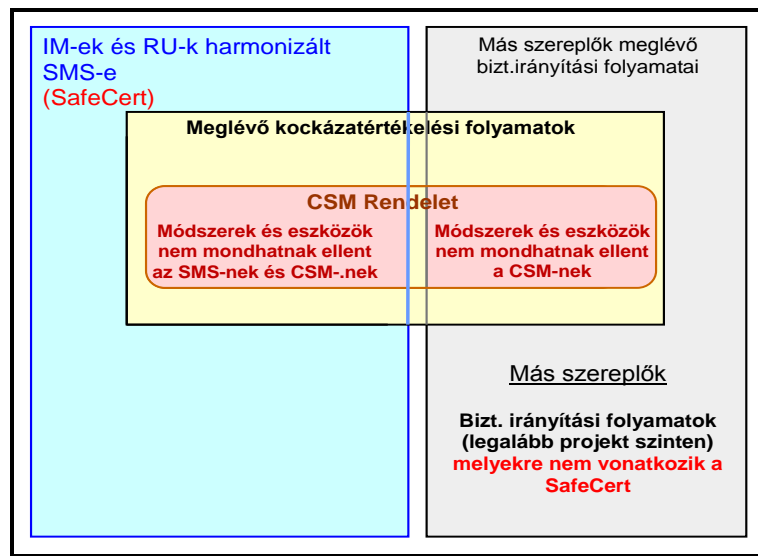 IM-ek és RU-k harmonizált
SMS-e
(SafeCert)
Más szereplők meglévő
bizt.irányítási folyamatai
Meglévő kockázatértékelési folyamatok
CSM Rendelet
Módszerek és eszközök
nem mondhatnak ellent
az SMS-nek és CSM-.nek
Módszerek és eszközök
nem mondhatnak ellent
a CSM-nek
Más szereplők
Bizt. irányítási folyamatok
(legalább projekt szinten)
melyekre nem vonatkozik a
SafeCert